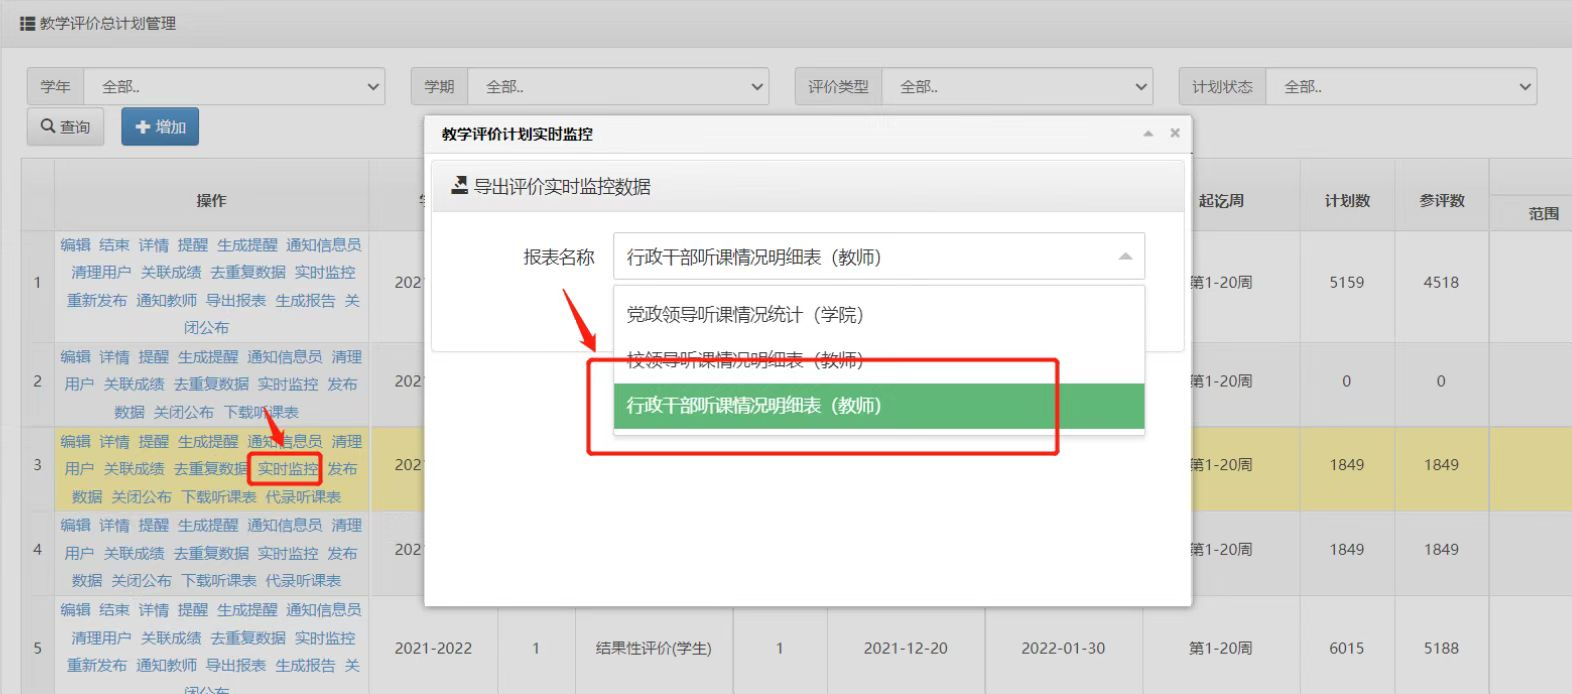 教学评价总计划管理
学年 全部.. 学期 全部.. 评价类型 全部.. 计划状态 全部..
查询 增加
教学评价计划实时监控
导出评价实时监控数据
报表名称 行政干部听课情况明细表（教师）
党政领导听课情况统计（学院）
校领导听课情况明细表（教师）
行政干部听课情况明细表（教师）
操作 起讫周 计划数 参评数 范围
1 编辑 结束 详情 提醒 生成提醒 通知信息员
清理用户 关联成绩 去重复数据 实时监控
重新发布 通知教师 导出报表 生成报告 关
闭公布
202 第1-20周 5159 4518
2 编辑 详情 提醒 生成提醒 通知信息员 清理
用户 关联成绩 去重复数据 实时监控 发布
数据 关闭公布 下载听课表
202 第1-20周 0 0
3 编辑 详情 提醒 生成提醒 通知信息员 清理
用户 关联成绩 去重复数据 实时监控 发布
数据 关闭公布 下载听课表 代录听课表
202 第1-20周 1849 1849
4 编辑 详情 提醒 生成提醒 通知信息员 清理
用户 关联成绩 去重复数据 实时监控 发布
数据 关闭公布 下载听课表 代录听课表
202 第1-20周 1849 1849
5 编辑 结束 详情 提醒 生成提醒 通知信息员
清理用户 关联成绩 去重复数据 实时监控
重新发布 通知教师 导出报表 生成报告 关
闭公布
2021-2022 1 结果性评价(学生) 1 2021-12-20 2022-01-30 第1-20周 6015 5188